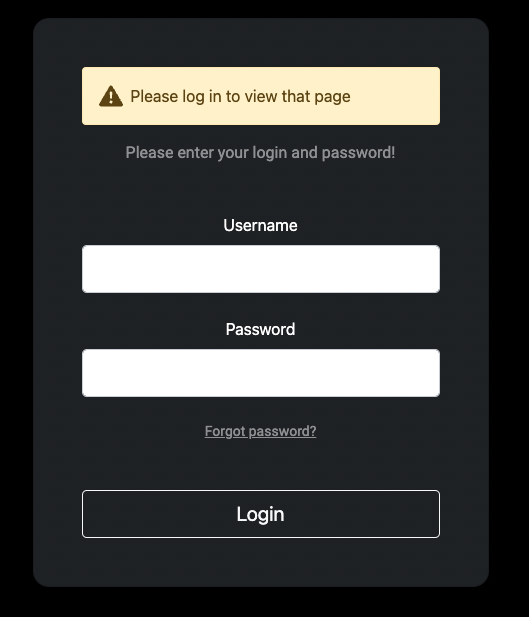 Please log in to view that page
Please enter your login and password!
Username
Password
Forgot password?
Login